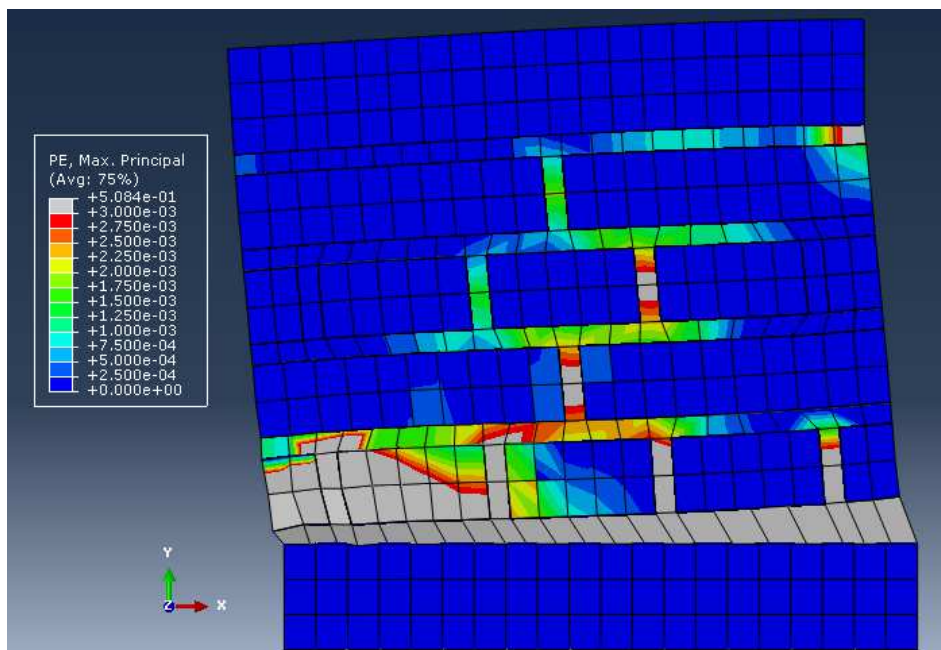 PE, Max. Principal
(Avg: 75%)
+5.084e-01
+3.000e-03
+2.750e-03
+2.500e-03
+2.250e-03
+2.000e-03
+1.750e-03
+1.500e-03
+1.250e-03
+1.000e-03
+7.500e-04
+5.000e-04
+2.500e-04
+0.000e+00
Y
Z
X